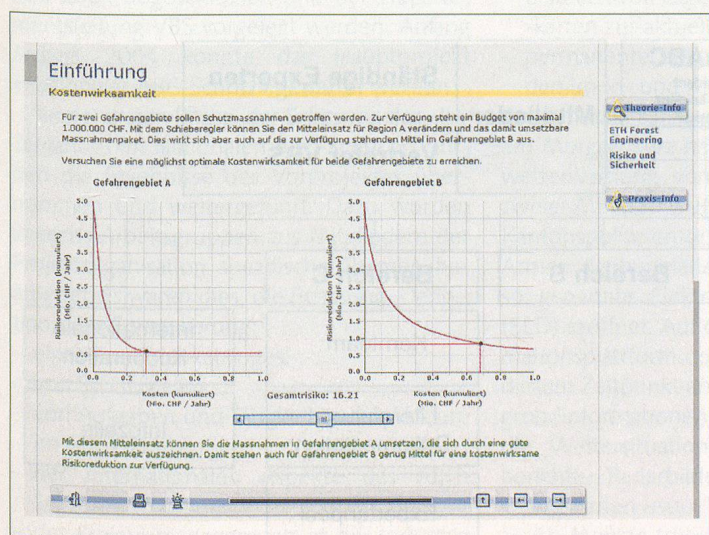 Ständige Experten
Bereich B
Einführung
Kostenwirksamkeit
Für zwei Gefahrengebiete sollen Schutzmassnahmen getroffen werden. Zur Verfügung steht ein Budget von maximal
1.000.000 CHF. Mit dem Schieberegler können Sie den Mitteleinsatz für Region A verändern und das damit umsetzbare
Massnahmenpaket. Dies wirkt sich aber auch auf die zur Verfügung stehenden Mittel im Gefahrengebiet B aus.
Versuchen Sie eine möglichst optimale Kostenwirksamkeit für beide Gefahrengebiete zu erreichen.
Theorie-Info
ETH Forest
Engineering
Risiko und
Sicherheit
Praxis-Info
Gefahrengebiet A
Risikoreduktion (kumuliert)
(Mio. CHF / Jahr)
5.0
4.5
4.0
3.5
3.0
2.5
2.0
1.5
1.0
0.5
0.0
0.0 0.2 0.4 0.6 0.8 1.0
Kosten (kumuliert)
(Mio. CHF / Jahr)
Gefahrengebiet B
Risikoreduktion (kumuliert)
(Mio. CHF / Jahr)
5.0
4.0
3.5
3.0
2.5
2.0
1.5
1.0
0.5
0.0
0.0 0.2 0.4 0.6 0.8 1.0
Kosten (kumuliert)
(Mio. CHF / Jahr)
Gesamtrisiko: 16.21
Mit diesem Mitteleinsatz können Sie die Massnahmen in Gefahrengebiet A umsetzen, die sich durch eine gute
Kostenwirksamkeit auszeichnen. Damit stehen auch für Gefahrengebiet B genug Mittel für eine kostenwirksame
Risikoreduktion zur Verfügung.